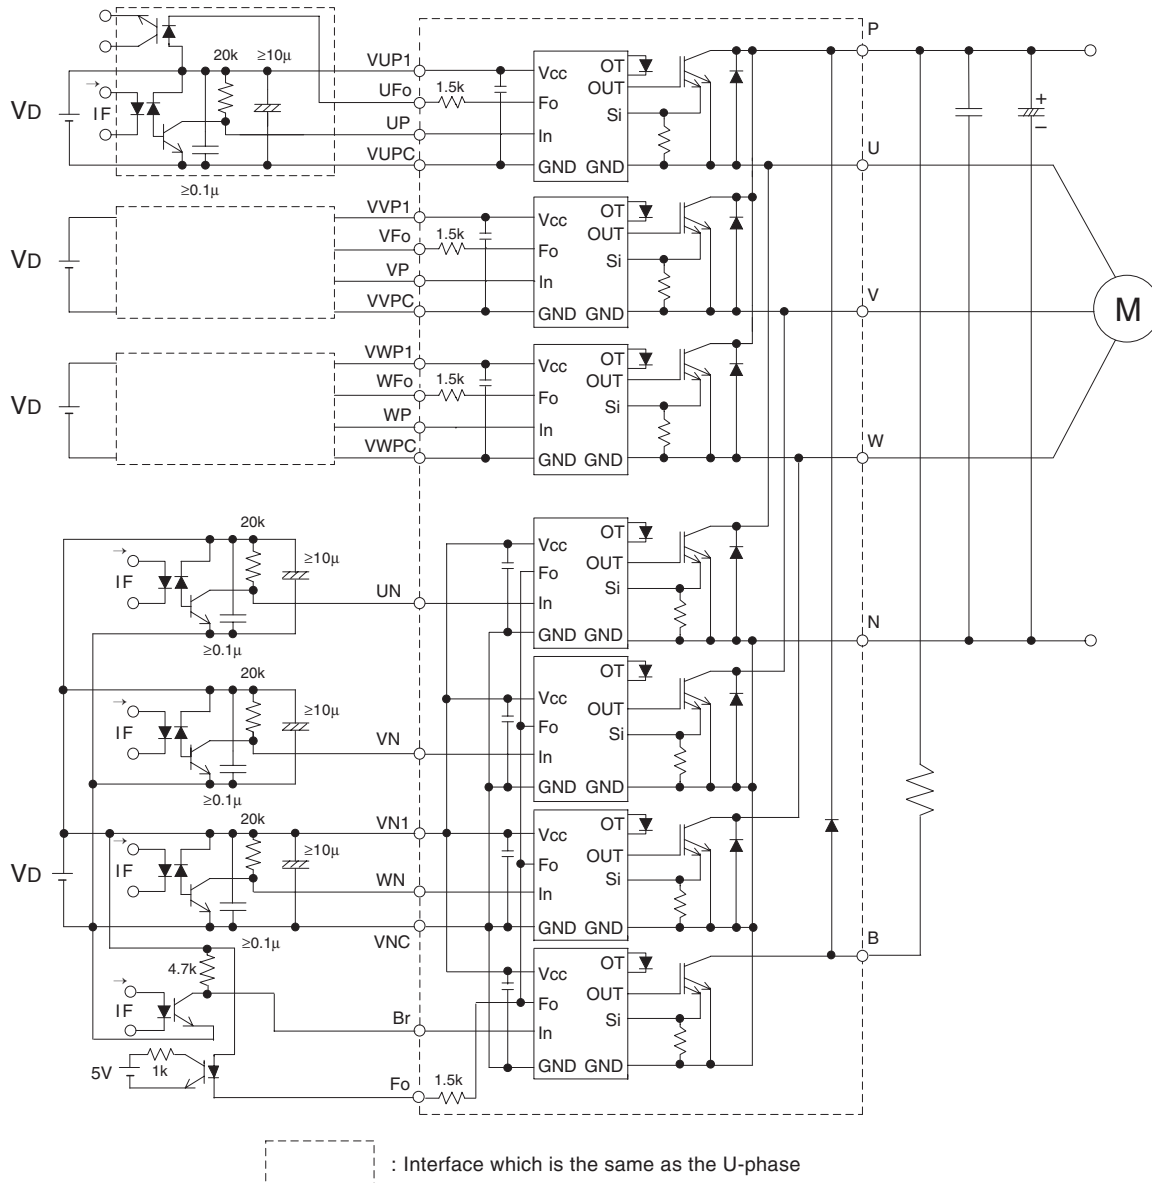 P
20k
≥10µ
VUP1
Vcc
OT
OUT
UFo
1.5k
Fo
Si
VD
IF
UP
In
+
–
VUPC
GND GND
U
≥0.1µ
VVP1
Vcc
OT
OUT
VFo
1.5k
Fo
Si
VD
VP
In
V
VVPC
GND GND
M
VWP1
Vcc
OT
OUT
WFo
1.5k
Fo
Si
VD
WP
In
W
VWPC
GND GND
20k
OT
Vcc
≥10µ
OUT
Fo
IF
Si
UN
In
N
GND GND
≥0.1µ
20k
OT
Vcc
≥10µ
OUT
IF
Fo
VN
Si
In
GND GND
≥0.1µ
20k
VN1
Vcc
OT
≥10µ
OUT
IF
Fo
VD
WN
Si
In
GND GND
B
VNC
≥0.1µ
4.7k
OT
Vcc
OUT
IF
Fo
Br
Si
In
5V
1k
GND GND
Fo
1.5k
: Interface which is the same as the U-phase